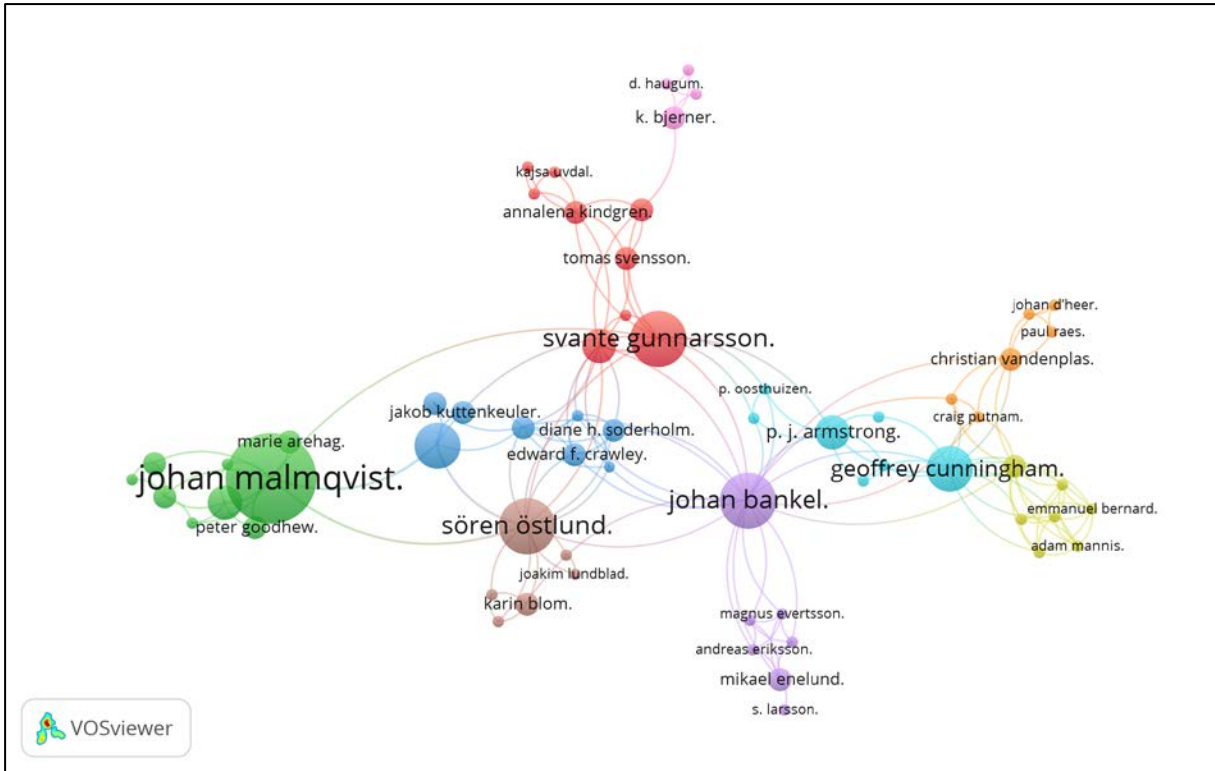 d. haugum.
k. bjerner.
kajsa uvdal.
annalena kindgren.
tomas svensson.
johan d'heer.
svante gunnarsson.
paul raes.
christian vandenplas.
p. oosthuizen.
jakob kuttenkeuler.
craig putnam.
diane h. soderholm.
p. j. armstrong.
marie arehag.
edward f. crawley.
geoffrey cunningham.
johan malmqvist.
johan bankel.
emmanuel bernard.
peter goodhew.
sören östlund.
adam mannis.
joakim lundblad.
karin blom.
magnus evertsson.
andreas eriksson.
mikael enelund.
s. larsson.
VOSviewer